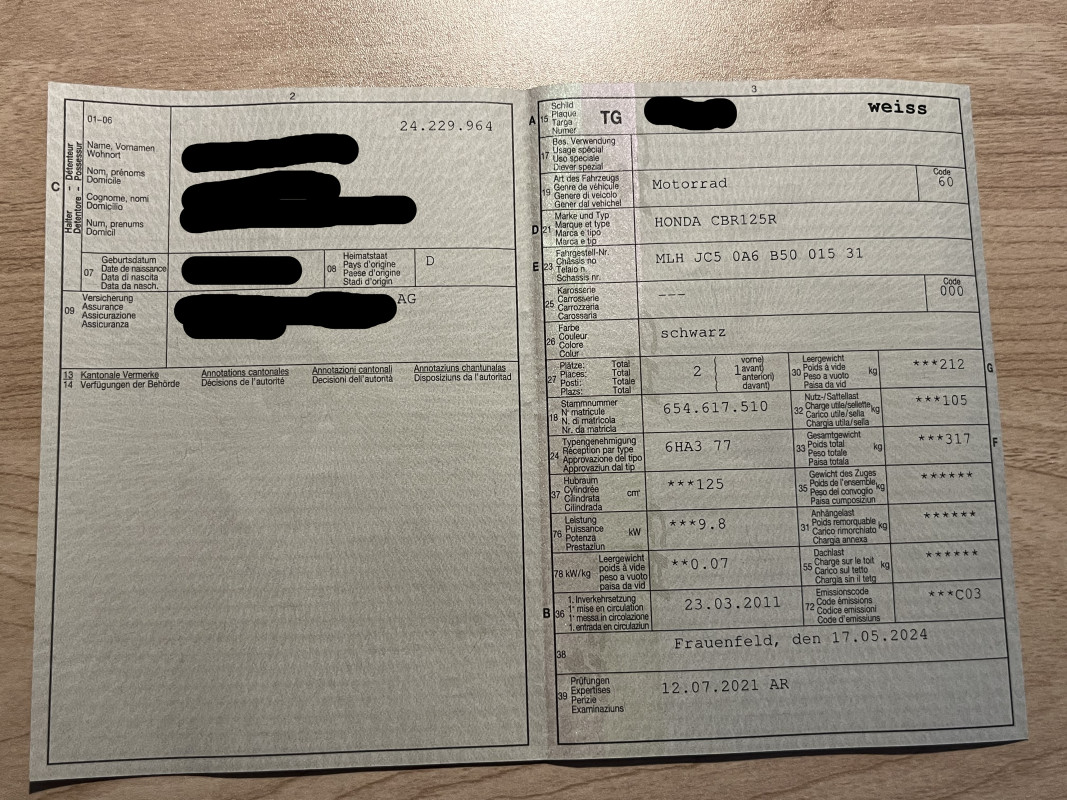 2
01-06
24.229.964
C
Halter - Détenteur
Detentore - Possessur
Name, Vornamen
Wohnort
Nom, prénoms
Domicile
Cognome, nomi
Domicilio
Num, prenums
Domicil
07
Geburtsdatum
Date de naissance
Data di nascita
Data da nasch.
08
Heimatstaat
Pays d'origine
Paese d'origine
Stadi d'origin
D
09
Versicherung
Assurance
Assicurazione
Assicuranza
AG
13 Kantonale Vermerke Annotations cantonales Annotazioni cantonali Annotaziuns chantunalas
14 Verfügungen der Behörde Décisions de l'autorité Decisioni dell'autorità Disposiziuns da l'autoritad
3
A 15
Schild
Plaque
Targa
Numer
TG
weiss
17
Bes. Verwendung
Usage spécial
Uso speciale
Diever spezial
19
Art des Fahrzeugs
Genre de véhicule
Genere di veicolo
Gener dal vehichel
Motorrad
Code
60
D 21
Marke und Typ
Marque et type
Marca e tipo
Marca e tip
HONDA CBR125R
E 23
Fahrgestell-Nr.
Châssis no
Telaio n.
Schassis nr.
MLH JC5 0A6 B50 015 31
25
Karosserie
Carrosserie
Carrozzeria
Carossaria
---
Code
000
26
Farbe
Couleur
Colore
Colur
schwarz
27
Plätze: Total
Places: Total
Posti: Totale
Plazs: Total
2
1
vorne)
avant)
anteriori)
davant)
30
Leergewicht
Poids à vide
Peso a vuoto
Paisa da vid
kg
***212
G
18
Stammnummer
N° matricule
N. di matricola
Nr. da matricla
654.617.510
32
Nutz-/Sattellast
Charge utile/sellette
Carico utile/sella
Chargia utila/sella
kg
***105
24
Typengenehmigung
Réception par type
Approvazione del tipo
Approvaziun dal tip
6HA3 77
33
Gesamtgewicht
Poids total
Peso totale
Paisa totala
kg
***317
F
37
Hubraum
Cylindrée
Cilindrata
Cilindrada
cm³
***125
35
Gewicht des Zuges
Poids de l'ensemble
Peso del convoglio
Paisa cumposiziun
kg
******
76
Leistung
Puissance
Potenza
Prestaziun
kW
***9.8
31
Anhängelast
Poids remorquable
Carico rimorchiato
Chargia annexa
kg
******
78 kW/kg
Leergewicht
poids à vide
peso a vuoto
paisa da vid
**0.07
55
Dachlast
Charge sur le toit
Carico sul tetto
Chargia sin il tetg
kg
******
B 36
1. Inverkehrsetzung
1re mise en circulation
1a messa in circolazione
1. entrada en circulaziun
23.03.2011
72
Emissionscode
Code émissions
Codice emissioni
Code d'emissiuns
***C03
38
Frauenfeld, den 17.05.2024
39
Prüfungen
Expertises
Perizie
Examinaziuns
12.07.2021 AR